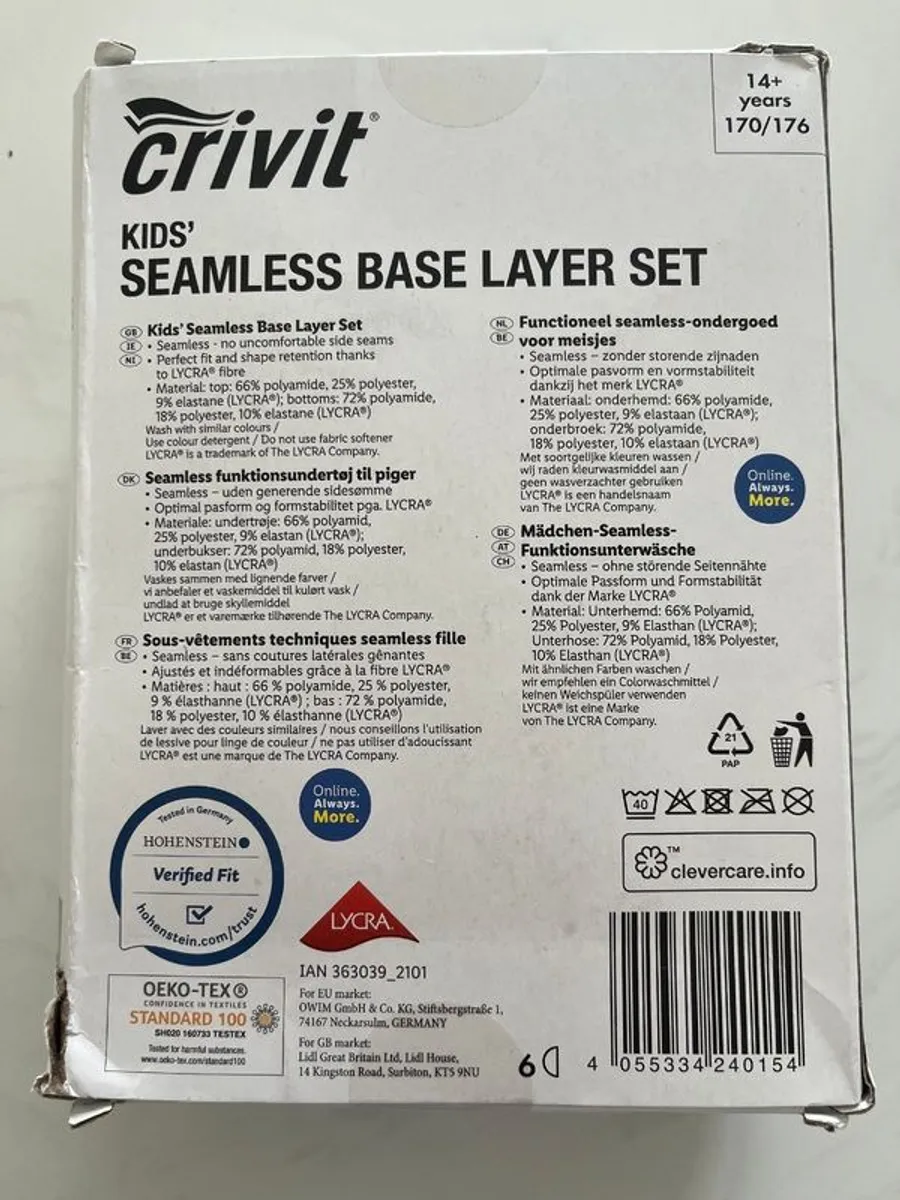 crivit®
14+
years
170/176
KIDS'
SEAMLESS BASE LAYER SET
GB Kids' Seamless Base Layer Set
IE • Seamless - no uncomfortable side seams
NI • Perfect fit and shape retention thanks
to LYCRA® fibre
• Material: top: 66% polyamide, 25% polyester,
9% elastane (LYCRA®); bottoms: 72% polyamide,
18% polyester, 10% elastane (LYCRA®)
Wash with similar colours /
Use colour detergent / Do not use fabric softener
LYCRA® is a trademark of The LYCRA Company.
DK Seamless funktionsundertøj til piger
• Seamless – uden generende sidesømme
• Optimal pasform og formstabilitet pga. LYCRA®
• Materiale: undertrøje: 66% polyamid,
25% polyester, 9% elastan (LYCRA®);
underbukser: 72% polyamid, 18% polyester,
10% elastan (LYCRA®)
Vaskes sammen med lignende farver /
vi anbefaler et vaskemiddel til kulørt vask /
undlad at bruge skyllemiddel
LYCRA® er et varemærke tilhørende The LYCRA Company.
FR Sous-vêtements techniques seamless fille
BE • Seamless – sans coutures latérales gênantes
• Ajustés et indéformables grâce à la fibre LYCRA®
• Matières : haut : 66 % polyamide, 25 % polyester,
9 % élasthanne (LYCRA®) ; bas : 72 % polyamide,
18 % polyester, 10 % élasthanne (LYCRA®)
Laver avec des couleurs similaires / nous conseillons l'utilisation
de lessive pour linge de couleur / ne pas utiliser d'adoucissant
LYCRA® est une marque de The LYCRA Company.
NL Functioneel seamless-ondergoed
BE voor meisjes
• Seamless – zonder storende zijnaden
• Optimale pasvorm en vormstabiliteit
dankzij het merk LYCRA®
• Materiaal: onderhemd: 66% polyamide,
25% polyester, 9% elastaan (LYCRA®);
onderbroek: 72% polyamide,
18% polyester, 10% elastaan (LYCRA®)
Met soortgelijke kleuren wassen /
wij raden kleurwasmiddel aan /
geen wasverzachter gebruiken
LYCRA® is een handelsnaam
van The LYCRA Company.
Online.
Always.
More.
DE Mädchen-Seamless-
AT Funktionsunterwäsche
CH • Seamless – ohne störende Seitennähte
• Optimale Passform und Formstabilität
dank der Marke LYCRA®
• Material: Unterhemd: 66% Polyamid,
25% Polyester, 9% Elasthan (LYCRA®);
Unterhose: 72% Polyamid, 18% Polyester,
10% Elasthan (LYCRA®)
Mit ähnlichen Farben waschen /
wir empfehlen ein Colorwaschmittel /
keinen Weichspüler verwenden
LYCRA® ist eine Marke
von The LYCRA Company.
21
PAP
40
™clevercare.info
Online.
Always.
More.
Tested in Germany
HOHENSTEIN
Verified Fit
hohenstein.com/trust
LYCRA.
IAN 363039_2101
For EU market:
OWIM GmbH & Co. KG, Stiftsbergstraße 1,
74167 Neckarsulm, GERMANY
For GB market:
Lidl Great Britain Ltd, Lidl House,
14 Kingston Road, Surbiton, KT5 9NU
OEKO-TEX®
CONFIDENCE IN TEXTILES
STANDARD 100
SH020 160733 TESTEX
Tested for harmful substances.
www.oeko-tex.com/standard100
6
4 055334 240154